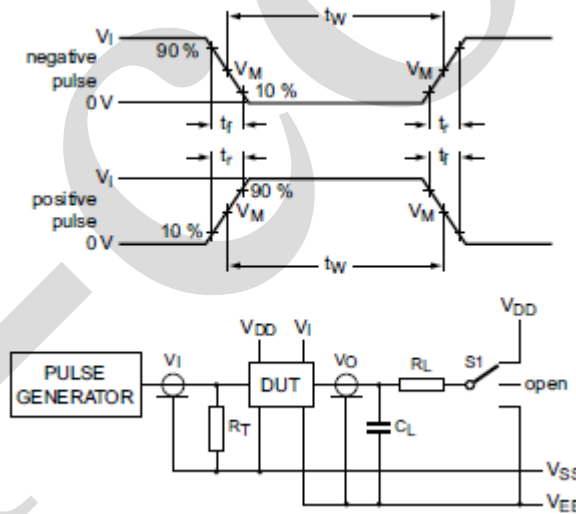 tW
VI
90 %
negative
pulse
VM
VM
10 %
0 V
tf
tr
tr
tf
VI
90 %
positive
pulse
VM
VM
10 %
0 V
tW
VDD
VDD
VI
VI
VO
RL
S1
PULSE
GENERATOR
DUT
open
RT
CL
VSS
VEE